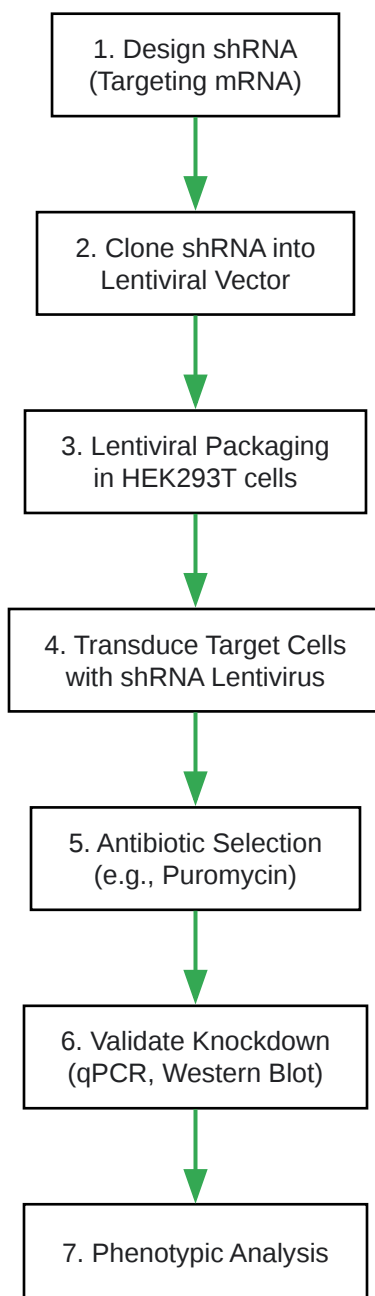 1. Design shRNA
(Targeting mRNA)
2. Clone shRNA into
Lentiviral Vector
3. Lentiviral Packaging
in HEK293T cells
4. Transduce Target Cells
with shRNA Lentivirus
5. Antibiotic Selection
(e.g., Puromycin)
6. Validate Knockdown
(qPCR, Western Blot)
7. Phenotypic Analysis